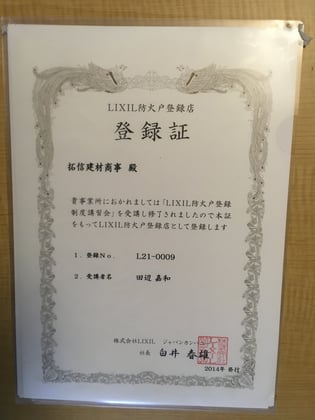 LIXIL防火戸登録店
登録証
拓信建材商事 殿
貴事業所におかれましては「LIXIL防火戸登録
制度講習会」を受講し修了されましたので本証
をもってLIXIL防火戸登録店として登録します
1．登録No． L21-0009
2．受講者名 田辺 嘉和
株式会社LIXIL ジャパンカンパニー
社長 白井 春雄
2014年 発行